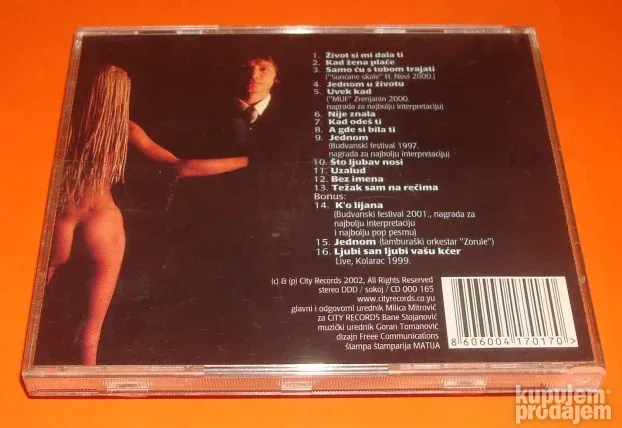 1. Život si mi dala ti
2. Kad žena plače
3. Samo ću s tobom trajati
("Sunčane skale" H. Novi 2000.)
4. Jednom u životu
5. Uvek kad
("MUF" Zrenjanin 2000.
nagrada za najbolju interpretaciju)
6. Nije znala
7. Kad odeš ti
8. A gde si bila ti
9. Jednom
(Budvanski festival 1997.
nagrada za najbolju interpretaciju)
10. Što ljubav nosi
11. Uzalud
12. Bez imena
13. Težak sam na rečima
Bonus:
14. K'o lijana
(Budvanski festival 2001., nagrada za
najbolju interpretaciju
i najbolju pop pesmu)
15. Jednom (tamburaški orkestar "Zorule")
16. Ljubi san ljubi vašu kćer
Live, Kolarac 1999.
(c) & (p) City Records 2002, All Rights Reserved
stereo DDD / sokoj / CD 000 165
www.cityrecords.co.yu
glavni i odgovorni urednik Milica Mitrović
za CITY RECORDS Bane Stojanović
muzički urednik Goran Tomanović
dizajn Freee Communications
štampa štamparija MATIJA
8 606004 170170 >
kupujem
prodajem